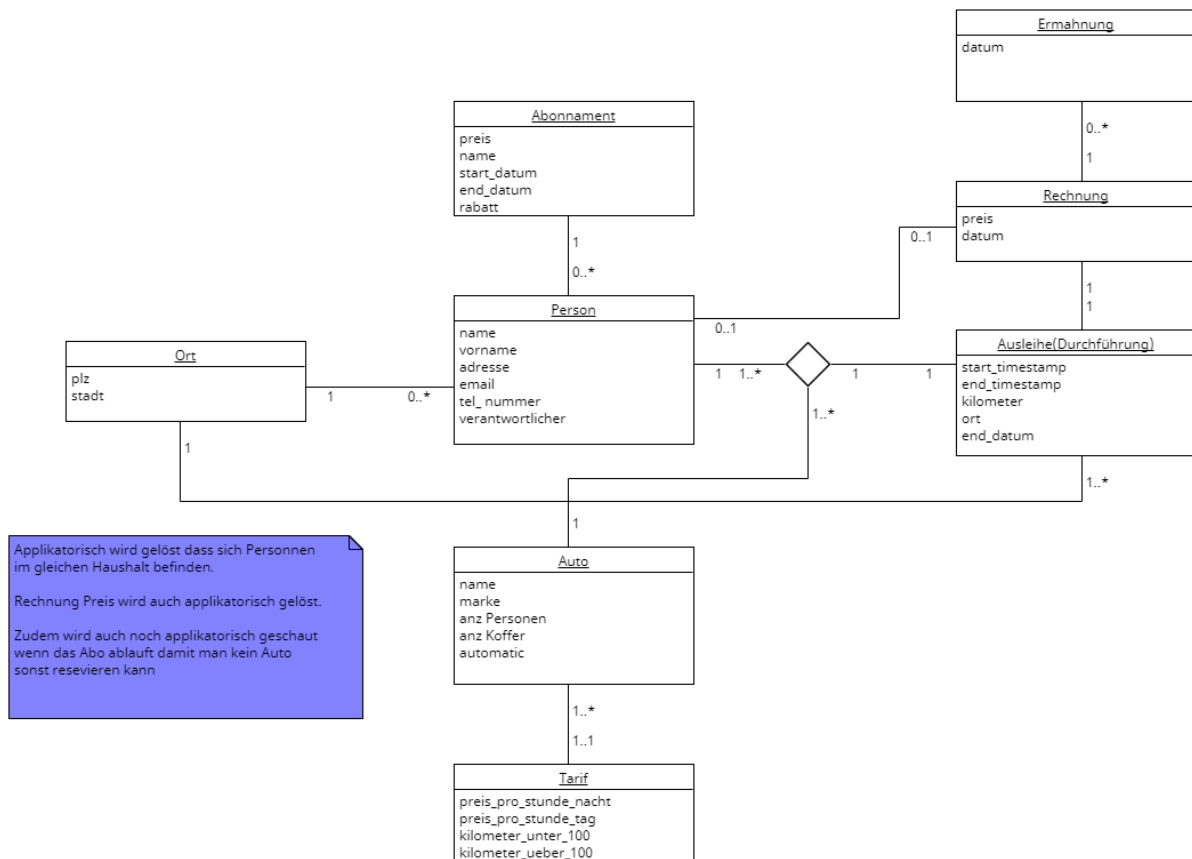 Ermahnung
datum
0..*
1
Abonnament
preis
name
start_datum
end_datum
rabatt
1
0..*
Rechnung
preis
datum
0..1
1
1
Person
name
vorname
adresse
email
tel_ nummer
verantwortlicher
0..1
1
1..*
1
1
1..*
Ort
plz
stadt
1
0..*
1
Ausleihe(Durchführung)
start_timestamp
end_timestamp
kilometer
ort
end_datum
1..*
1
Applikatorisch wird gelöst dass sich Personnen
im gleichen Haushalt befinden.
Rechnung Preis wird auch applikatorisch gelöst.
Zudem wird auch noch applikatorisch geschaut
wenn das Abo ablauft damit man kein Auto
sonst resevieren kann
Auto
name
marke
anz Personen
anz Koffer
automatic
1..*
1..1
Tarif
preis_pro_stunde_nacht
preis_pro_stunde_tag
kilometer_unter_100
kilometer_ueber_100